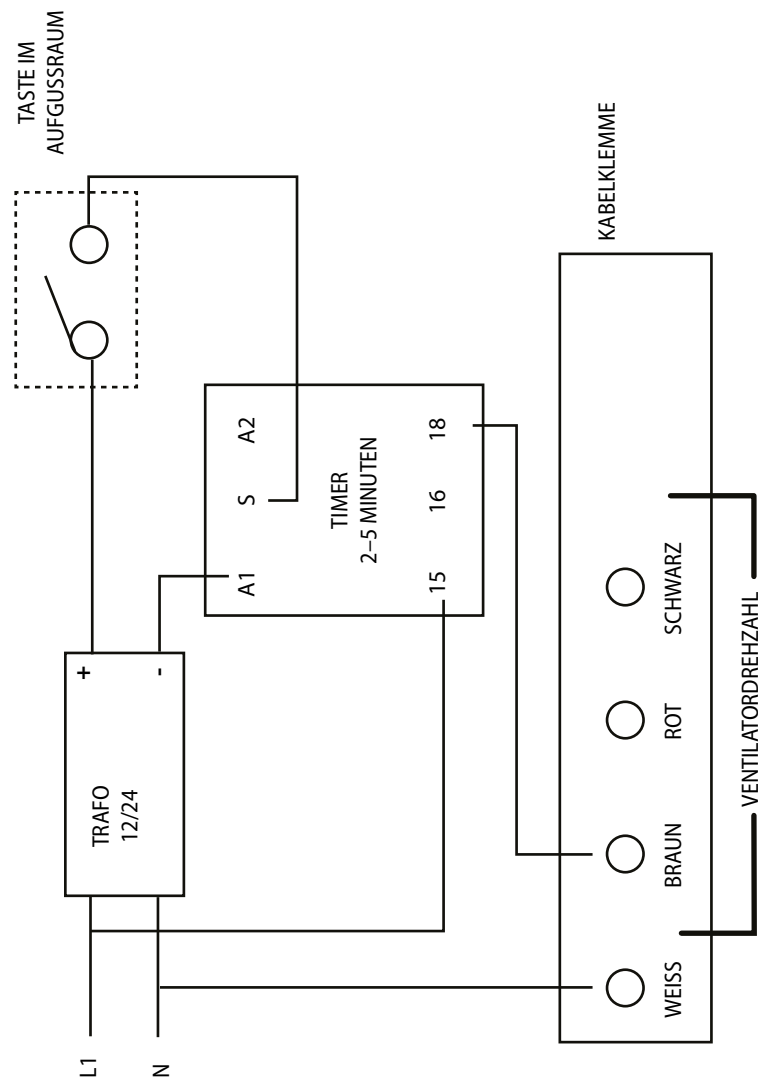 TASTE IM
AUFGUSSRAUM
L1
N
TRAFO
12/24
+
-
A1
S
A2
TIMER
2–5 MINUTEN
15
16
18
KABELKLEMME
WEISS
BRAUN
ROT
SCHWARZ
VENTILATORDREHZAHL